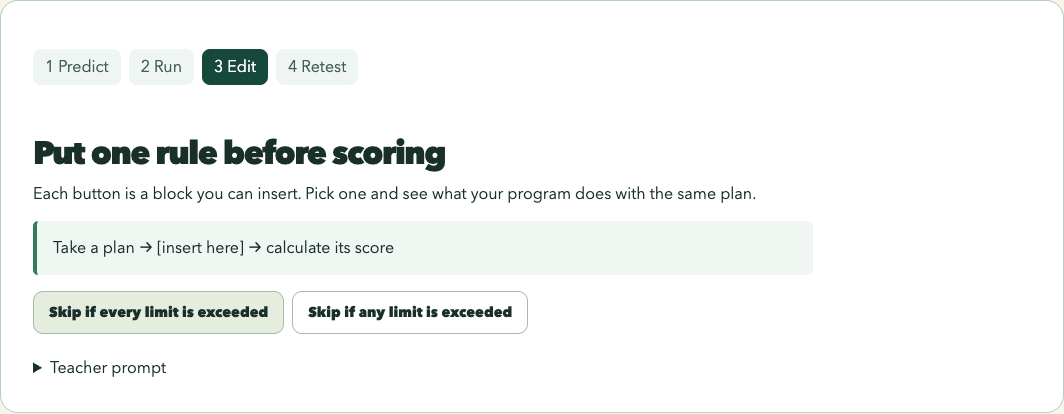 1 Predict
2 Run
3 Edit
4 Retest
Put one rule before scoring
Each button is a block you can insert. Pick one and see what your program does with the same plan.
Take a plan → [insert here] → calculate its score
Skip if every limit is exceeded
Skip if any limit is exceeded
Teacher prompt